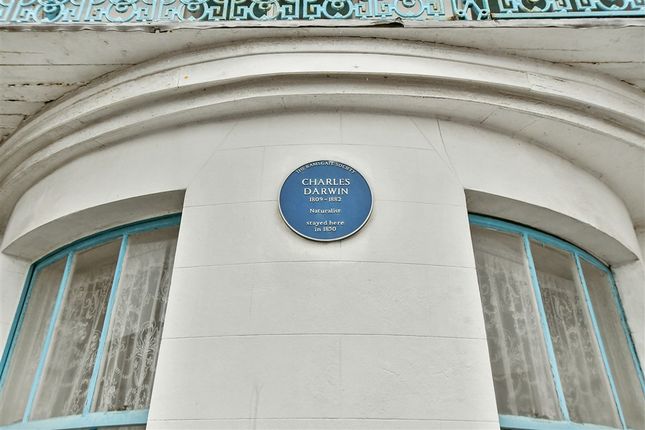 THE RAMSGATE SOCIETY
CHARLES
DARWIN
1809-1882
Naturalist
stayed here
in 1850